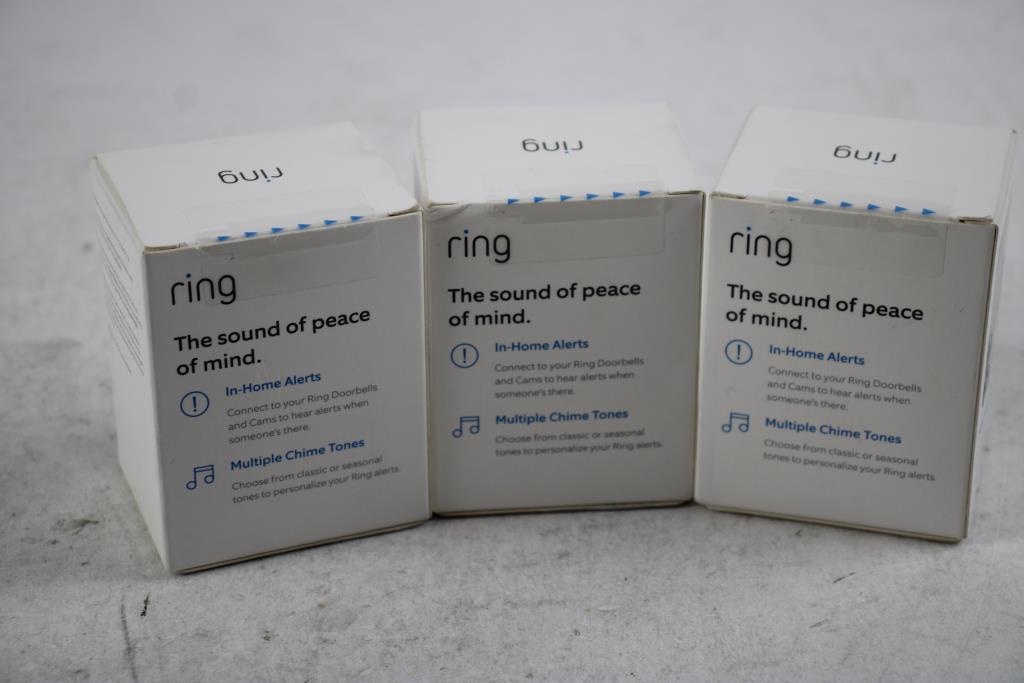 ring
ring
The sound of peace
of mind.
In-Home Alerts
Connect to your Ring Doorbells
and Cams to hear alerts when
someone's there.
Multiple Chime Tones
Choose from classic or seasonal
tones to personalize your Ring alerts.
ring
ring
The sound of peace
of mind.
In-Home Alerts
Connect to your Ring Doorbells
and Cams to hear alerts when
someone's there.
Multiple Chime Tones
Choose from classic or seasonal
tones to personalize your Ring alerts.
ring
ring
The sound of peace
of mind.
In-Home Alerts
Connect to your Ring Doorbells
and Cams to hear alerts when
someone's there.
Multiple Chime Tones
Choose from classic or seasonal
tones to personalize your Ring alerts.